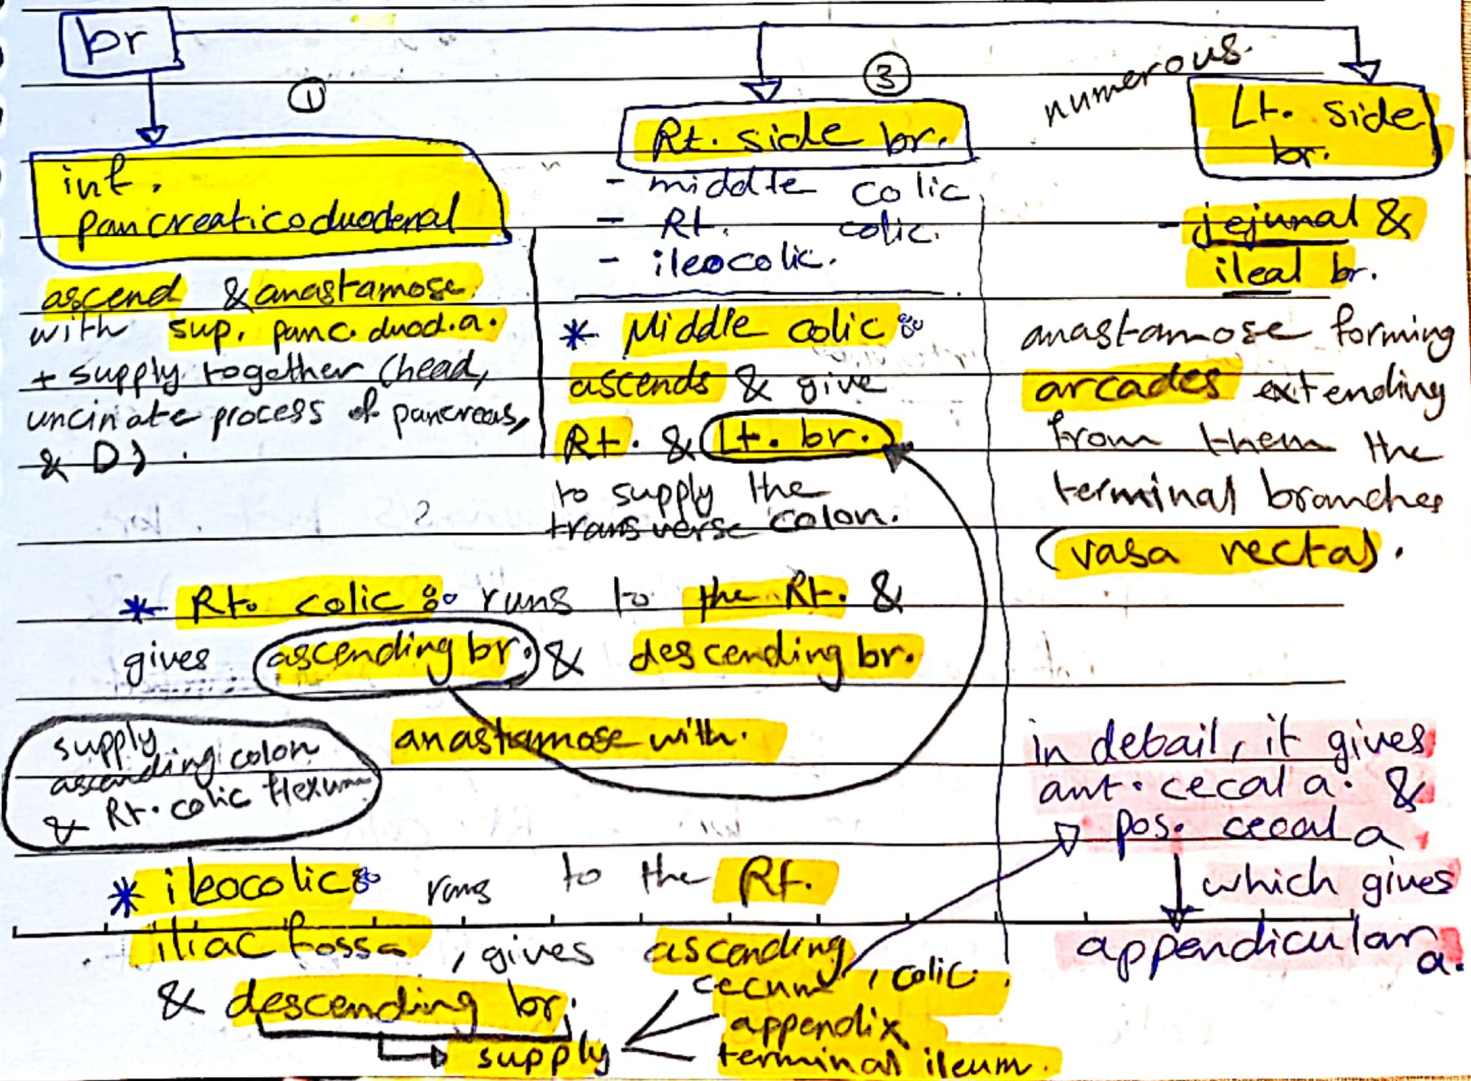 br
①
inf.
pancreaticoduodenal
ascend & anastamose
with sup. panc. duod. a.
+ supply together (head,
uncinate process of pancreas,
& D).
③
Rt. side br.
- middle colic
- Rt. colic.
- ileocolic.
* Middle colic:
ascends & give
Rt. & Lt. br.
to supply the
transverse colon.
* Rt. colic: runs to the Rt. &
gives ascending br. & descending br.
anastamose with.
supply
ascending colon
& Rt. colic flexure
* ileocolic: runs to the Rt.
iliac fossa, gives ascending
& descending br.
supply
cecum, colic.
appendix
terminal ileum.
numerous.
Lt. side
br.
- jejunal &
ileal br.
anastamose forming
arcades extending
from them the
terminal branches
(vasa recta).
in detail, it gives
ant. cecal a. &
pos. cecal a
which gives
appendicular
a.